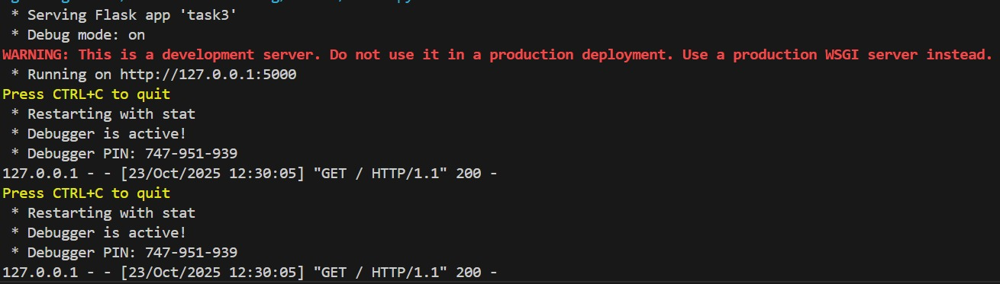 * Serving Flask app 'task3'
* Debug mode: on
WARNING: This is a development server. Do not use it in a production deployment. Use a production WSGI server instead.
* Running on http://127.0.0.1:5000
Press CTRL+C to quit
* Restarting with stat
* Debugger is active!
* Debugger PIN: 747-951-939
127.0.0.1 - - [23/Oct/2025 12:30:05] "GET / HTTP/1.1" 200 -
Press CTRL+C to quit
* Restarting with stat
* Debugger is active!
* Debugger PIN: 747-951-939
127.0.0.1 - - [23/Oct/2025 12:30:05] "GET / HTTP/1.1" 200 -